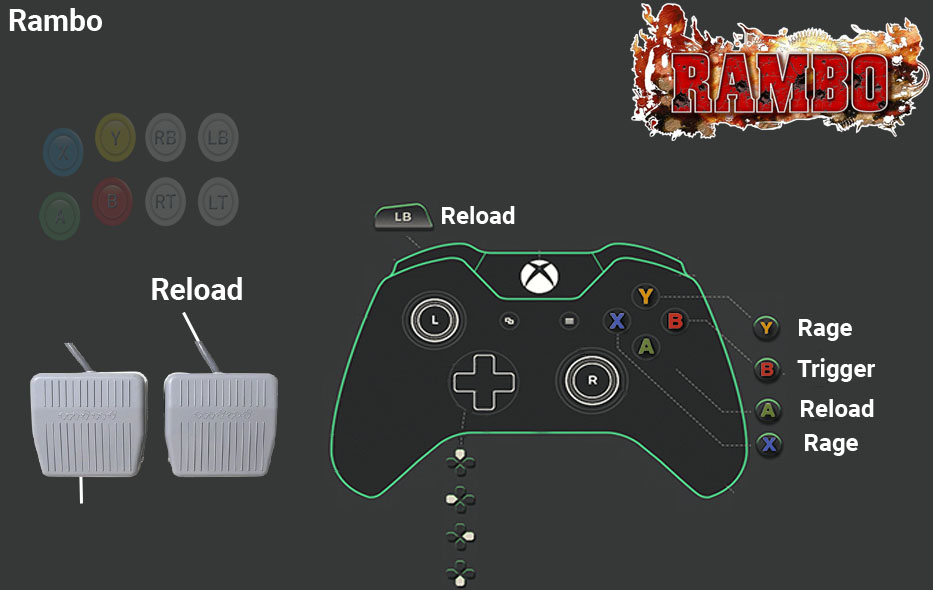 Rambo
RAMBO
X Y RB LB
A B RT LT
LB Reload
Reload
Y
L X B
A
R
Y Rage
B Trigger
A Reload
X Rage